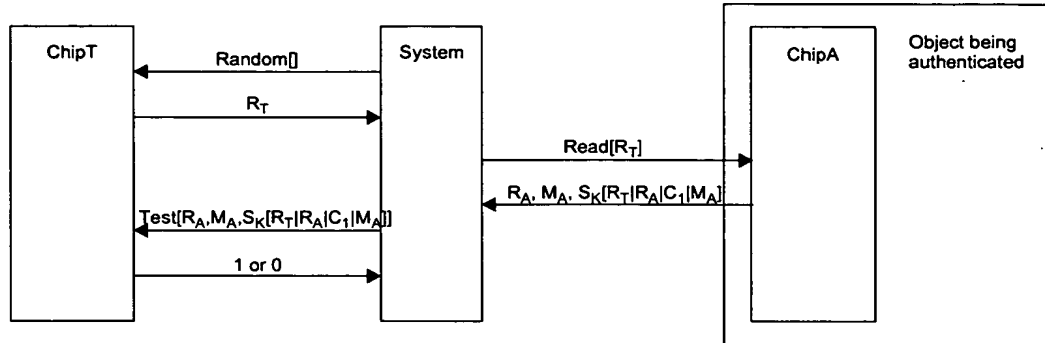 ChipT
System
ChipA
Object being
authenticated
Random[]
R_T
Read[R_T]
R_A, M_A, S_K[R_T|R_A|C_1|M_A]
Test[R_A,M_A,S_K[R_T|R_A|C_1|M_A]]
1 or 0